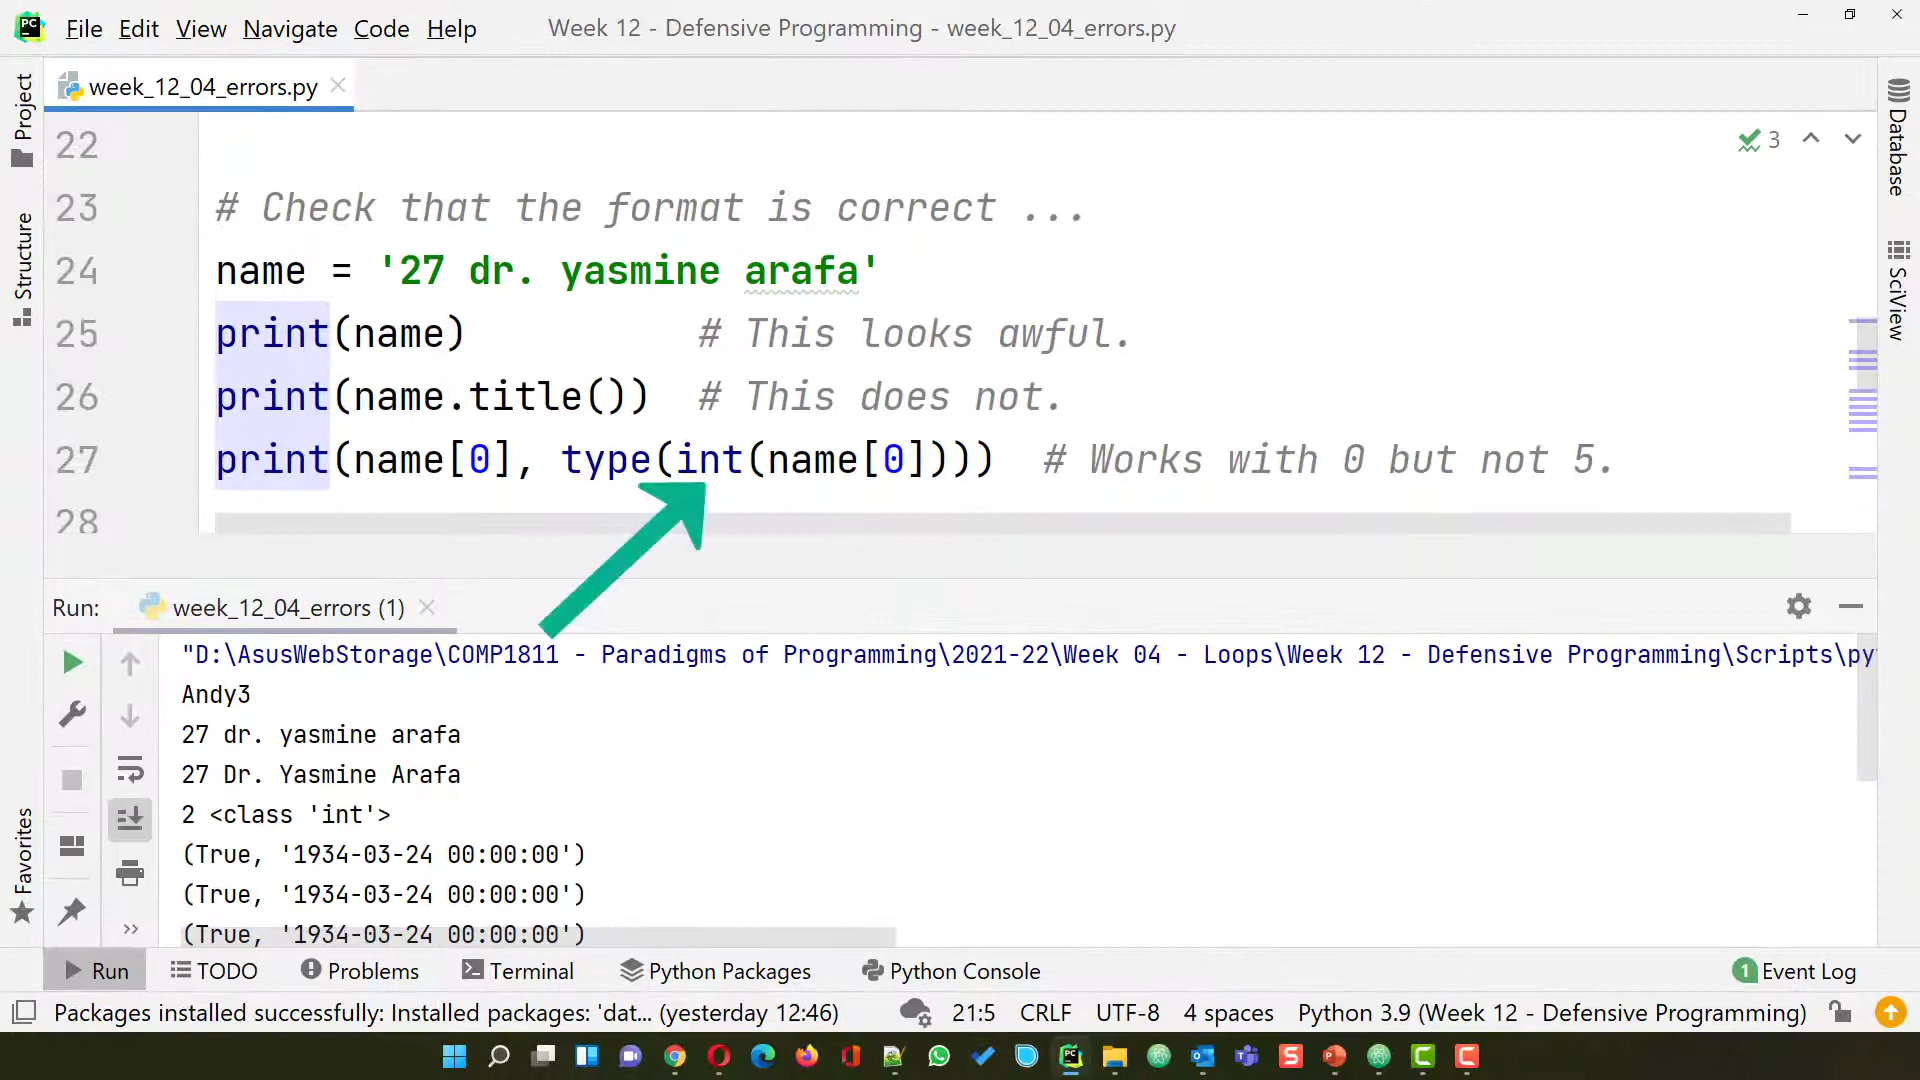 PC
File Edit View Navigate Code Help
Week 12 - Defensive Programming - week_12_04_errors.py
week_12_04_errors.py
Project
Structure
Favorites
Database
SciView
3
22
23 # Check that the format is correct ...
24 name = '27 dr. yasmine arafa'
25 print(name) # This looks awful.
26 print(name.title()) # This does not.
27 print(name[0], type(int(name[0]))) # Works with 0 but not 5.
28
Run: week_12_04_errors (1)
"D:\AsusWebStorage\COMP1811 - Paradigms of Programming\2021-22\Week 04 - Loops\Week 12 - Defensive Programming\Scripts\py
Andy3
27 dr. yasmine arafa
27 Dr. Yasmine Arafa
2 <class 'int'>
(True, '1934-03-24 00:00:00')
(True, '1934-03-24 00:00:00')
(True, '1934-03-24 00:00:00')
Run TODO Problems Terminal Python Packages Python Console 1 Event Log
Packages installed successfully: Installed packages: 'dat... (yesterday 12:46) 21:5 CRLF UTF-8 4 spaces Python 3.9 (Week 12 - Defensive Programming)